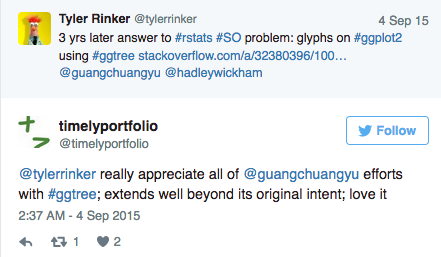 Tyler Rinker @tylerrinker 4 Sep 15
3 yrs later answer to #rstats #SO problem: glyphs on #ggplot2
using #ggtree stackoverflow.com/a/32380396/100…
@guangchuangyu @hadleywickham
timelyportfolio
@timelyportfolio
Follow
@tylerrinker really appreciate all of @guangchuangyu efforts
with #ggtree; extends well beyond its original intent; love it
2:37 AM - 4 Sep 2015
1 2